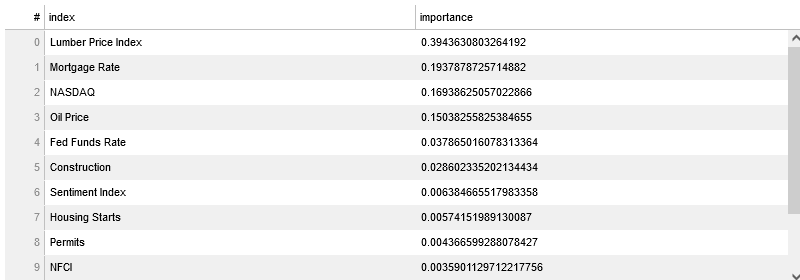 # index importance
0 Lumber Price Index 0.3943630803264192
1 Mortgage Rate 0.1937878725714882
2 NASDAQ 0.16938625057022866
3 Oil Price 0.15038255825384655
4 Fed Funds Rate 0.037865016078313364
5 Construction 0.028602335202134434
6 Sentiment Index 0.006384665517983358
7 Housing Starts 0.00574151989130087
8 Permits 0.004366599288078427
9 NFCI 0.0035901129712217756